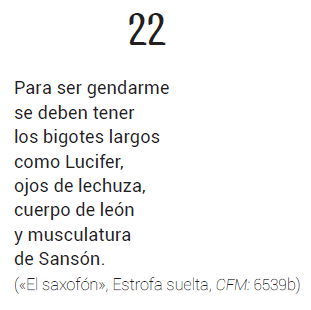 22
Para ser gendarme
se deben tener
los bigotes largos
como Lucifer,
ojos de lechuza,
cuerpo de león
y musculatura
de Sansón.
(«El saxofón», Estrofa suelta, CFM: 6539b)